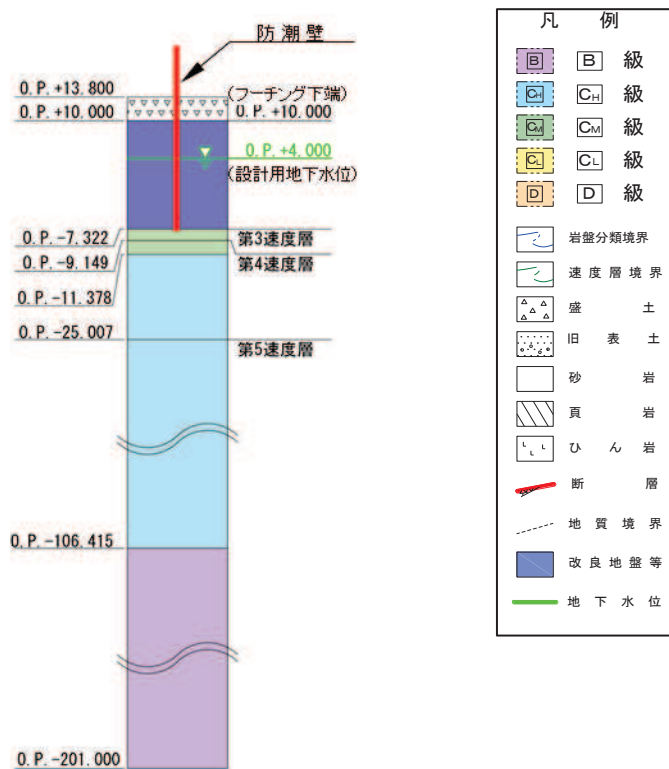 防潮壁
O.P.+13.800
(フーチング下端)
O.P.+10.000
O.P.+10.000
O.P.+4.000
(設計用地下水位)
O.P.-7.322
第3速度層
O.P.-9.149
第4速度層
O.P.-11.378
O.P.-25.007
第5速度層
O.P.-106.415
O.P.-201.000
凡 例
B B 級
CH CH 級
CM CM 級
CL CL 級
D D 級
岩盤分類境界
速度層境界
盛 土
旧 表 土
砂 岩
頁 岩
ひ ん 岩
断 層
地 質 境 界
改 良 地 盤 等
地 下 水 位